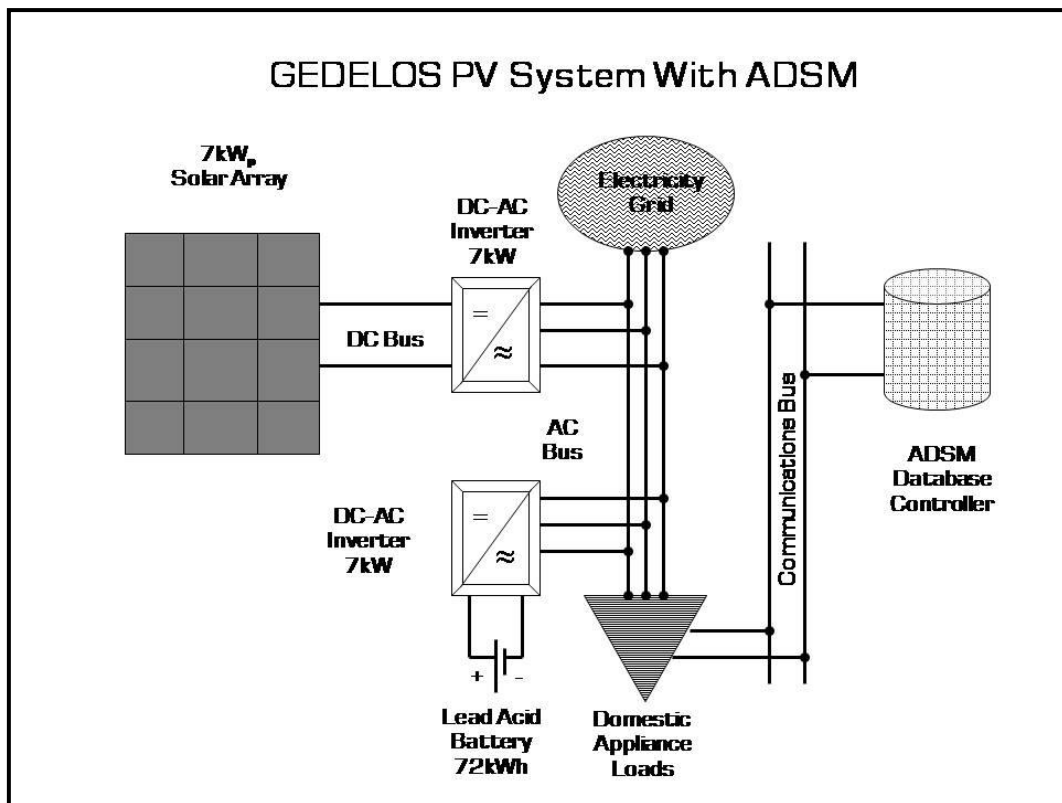 GEDELOS PV System With ADSM
7kWp
Solar Array
Electricity
Grid
DC-AC
Inverter
7kW
=
≈
DC Bus
AC
Bus
Communications Bus
ADSM
Database
Controller
DC-AC
Inverter
7kW
=
≈
+ -
Lead Acid
Battery
72kWh
Domestic
Appliance
Loads